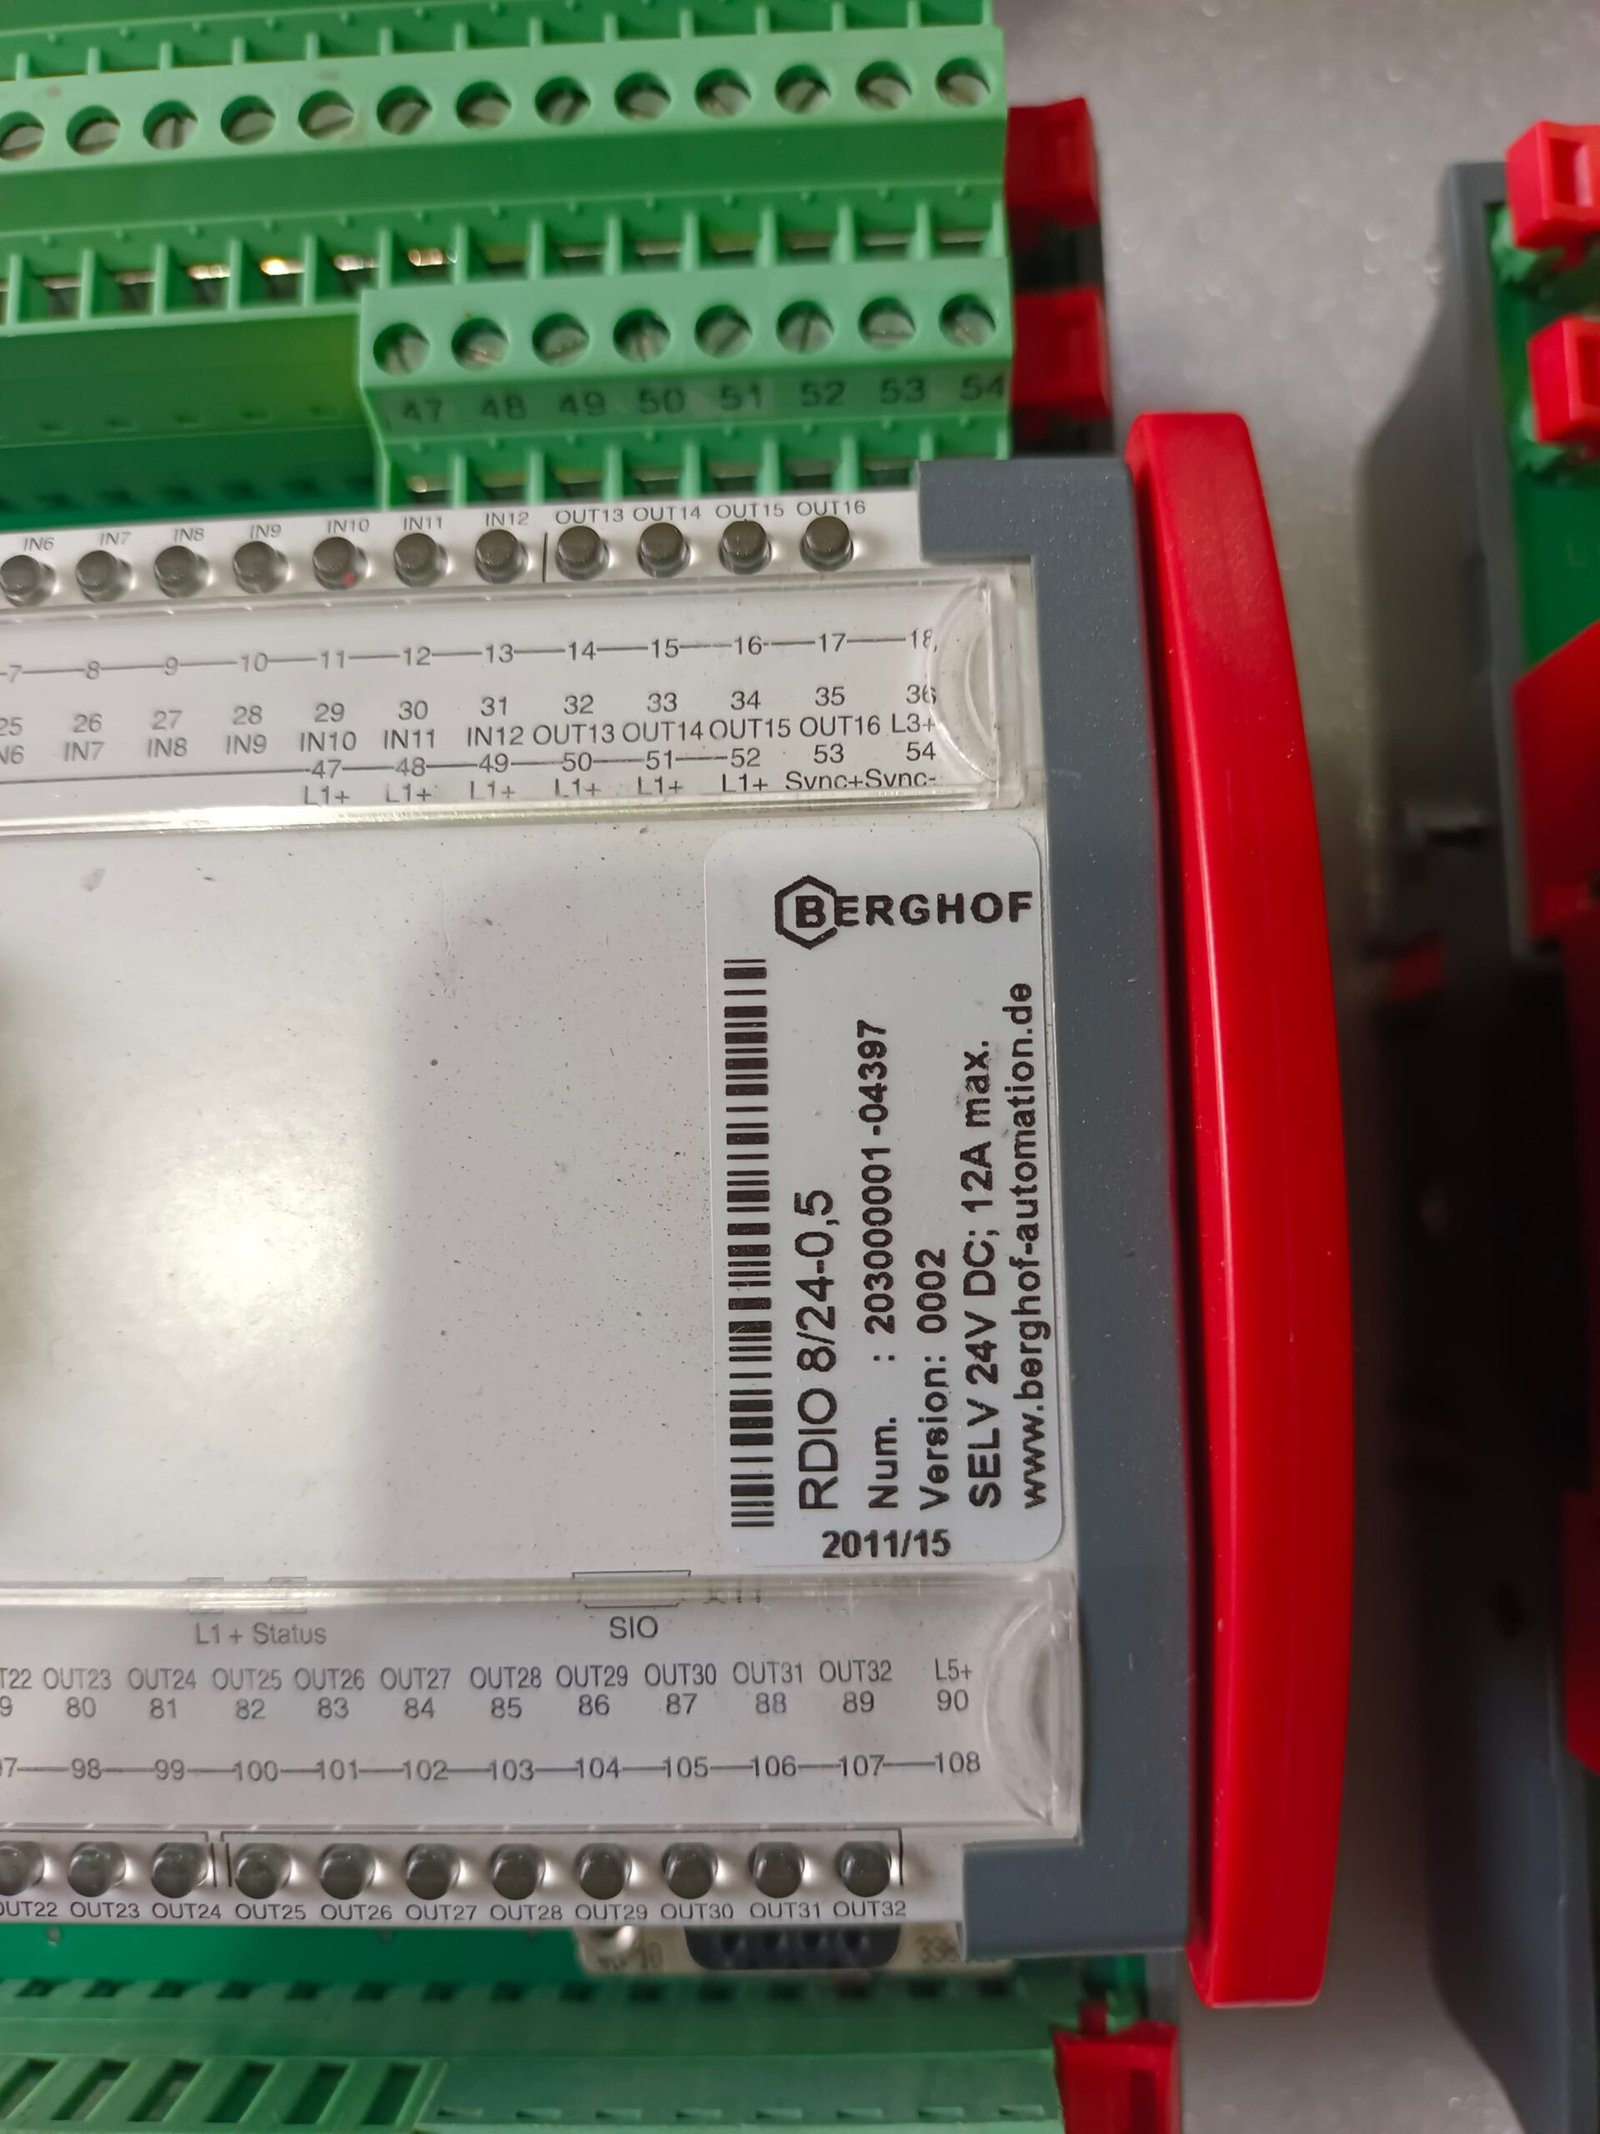 47 48 49 50 51 52 53 54
IN6 IN7 IN8 IN9 IN10 IN11 IN12 OUT13 OUT14 OUT15 OUT16
7 8 9 10 11 12 13 14 15 16 17 18
25 26 27 28 29 30 31 32 33 34 35 36
N6 IN7 IN8 IN9 IN10 IN11 IN12 OUT13 OUT14 OUT15 OUT16 L3+
47 48 49 50 51 52 53 54
L1+ L1+ L1+ L1+ L1+ L1+ Sync+ Sync-
BERGHOF
RDIO 8/24-0,5
Num. : 203000001-04397
Version: 0002
SELV 24V DC; 12A max.
www.berghof-automation.de
2011/15
X11
L1 + Status SIO
T22 OUT23 OUT24 OUT25 OUT26 OUT27 OUT28 OUT29 OUT30 OUT31 OUT32 L5+
9 80 81 82 83 84 85 86 87 88 89 90
97 98 99 100 101 102 103 104 105 106 107 108
OUT22 OUT23 OUT24 OUT25 OUT26 OUT27 OUT28 OUT29 OUT30 OUT31 OUT32